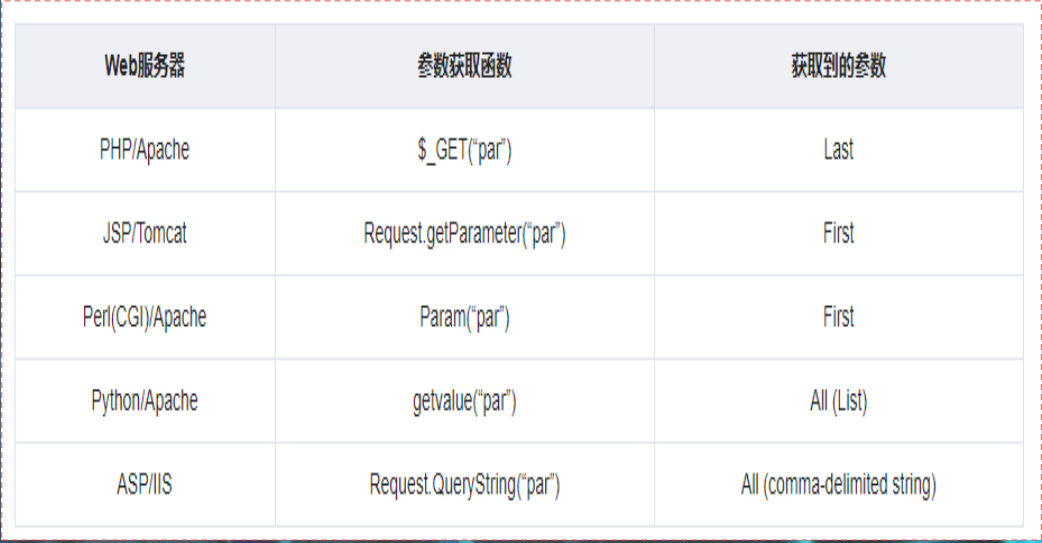 Web服务器 参数获取函数 获取到的参数
PHP/Apache $_GET(“par”) Last
JSP/Tomcat Request.getParameter(“par”) First
Perl(CGI)/Apache Param(“par”) First
Python/Apache getvalue(“par”) All (List)
ASP/IIS Request.QueryString(“par”) All (comma-delimited string)